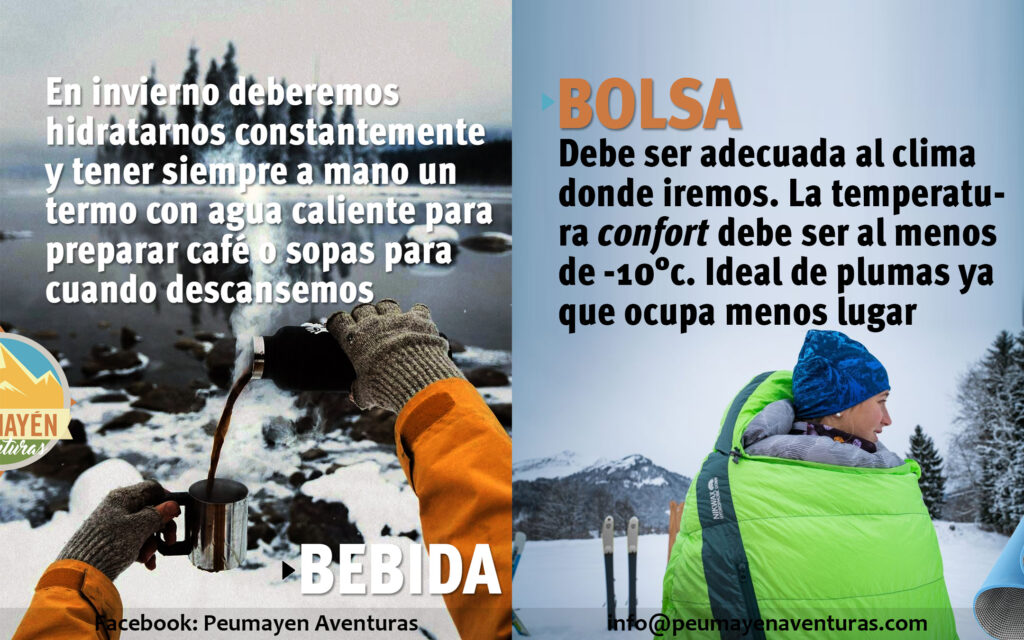 En invierno deberemos
hidratarnos constantemente
y tener siempre a mano un
termo con agua caliente para
preparar café o sopas para
cuando descansemos
MAYÉN
nturas
BEBIDA
Facebook: Peumayen Aventuras
BOLSA
Debe ser adecuada al clima
donde iremos. La temperatu-
ra confort debe ser al menos
de -10°c. Ideal de plumas ya
que ocupa menos lugar
info@peumayenaventuras.com